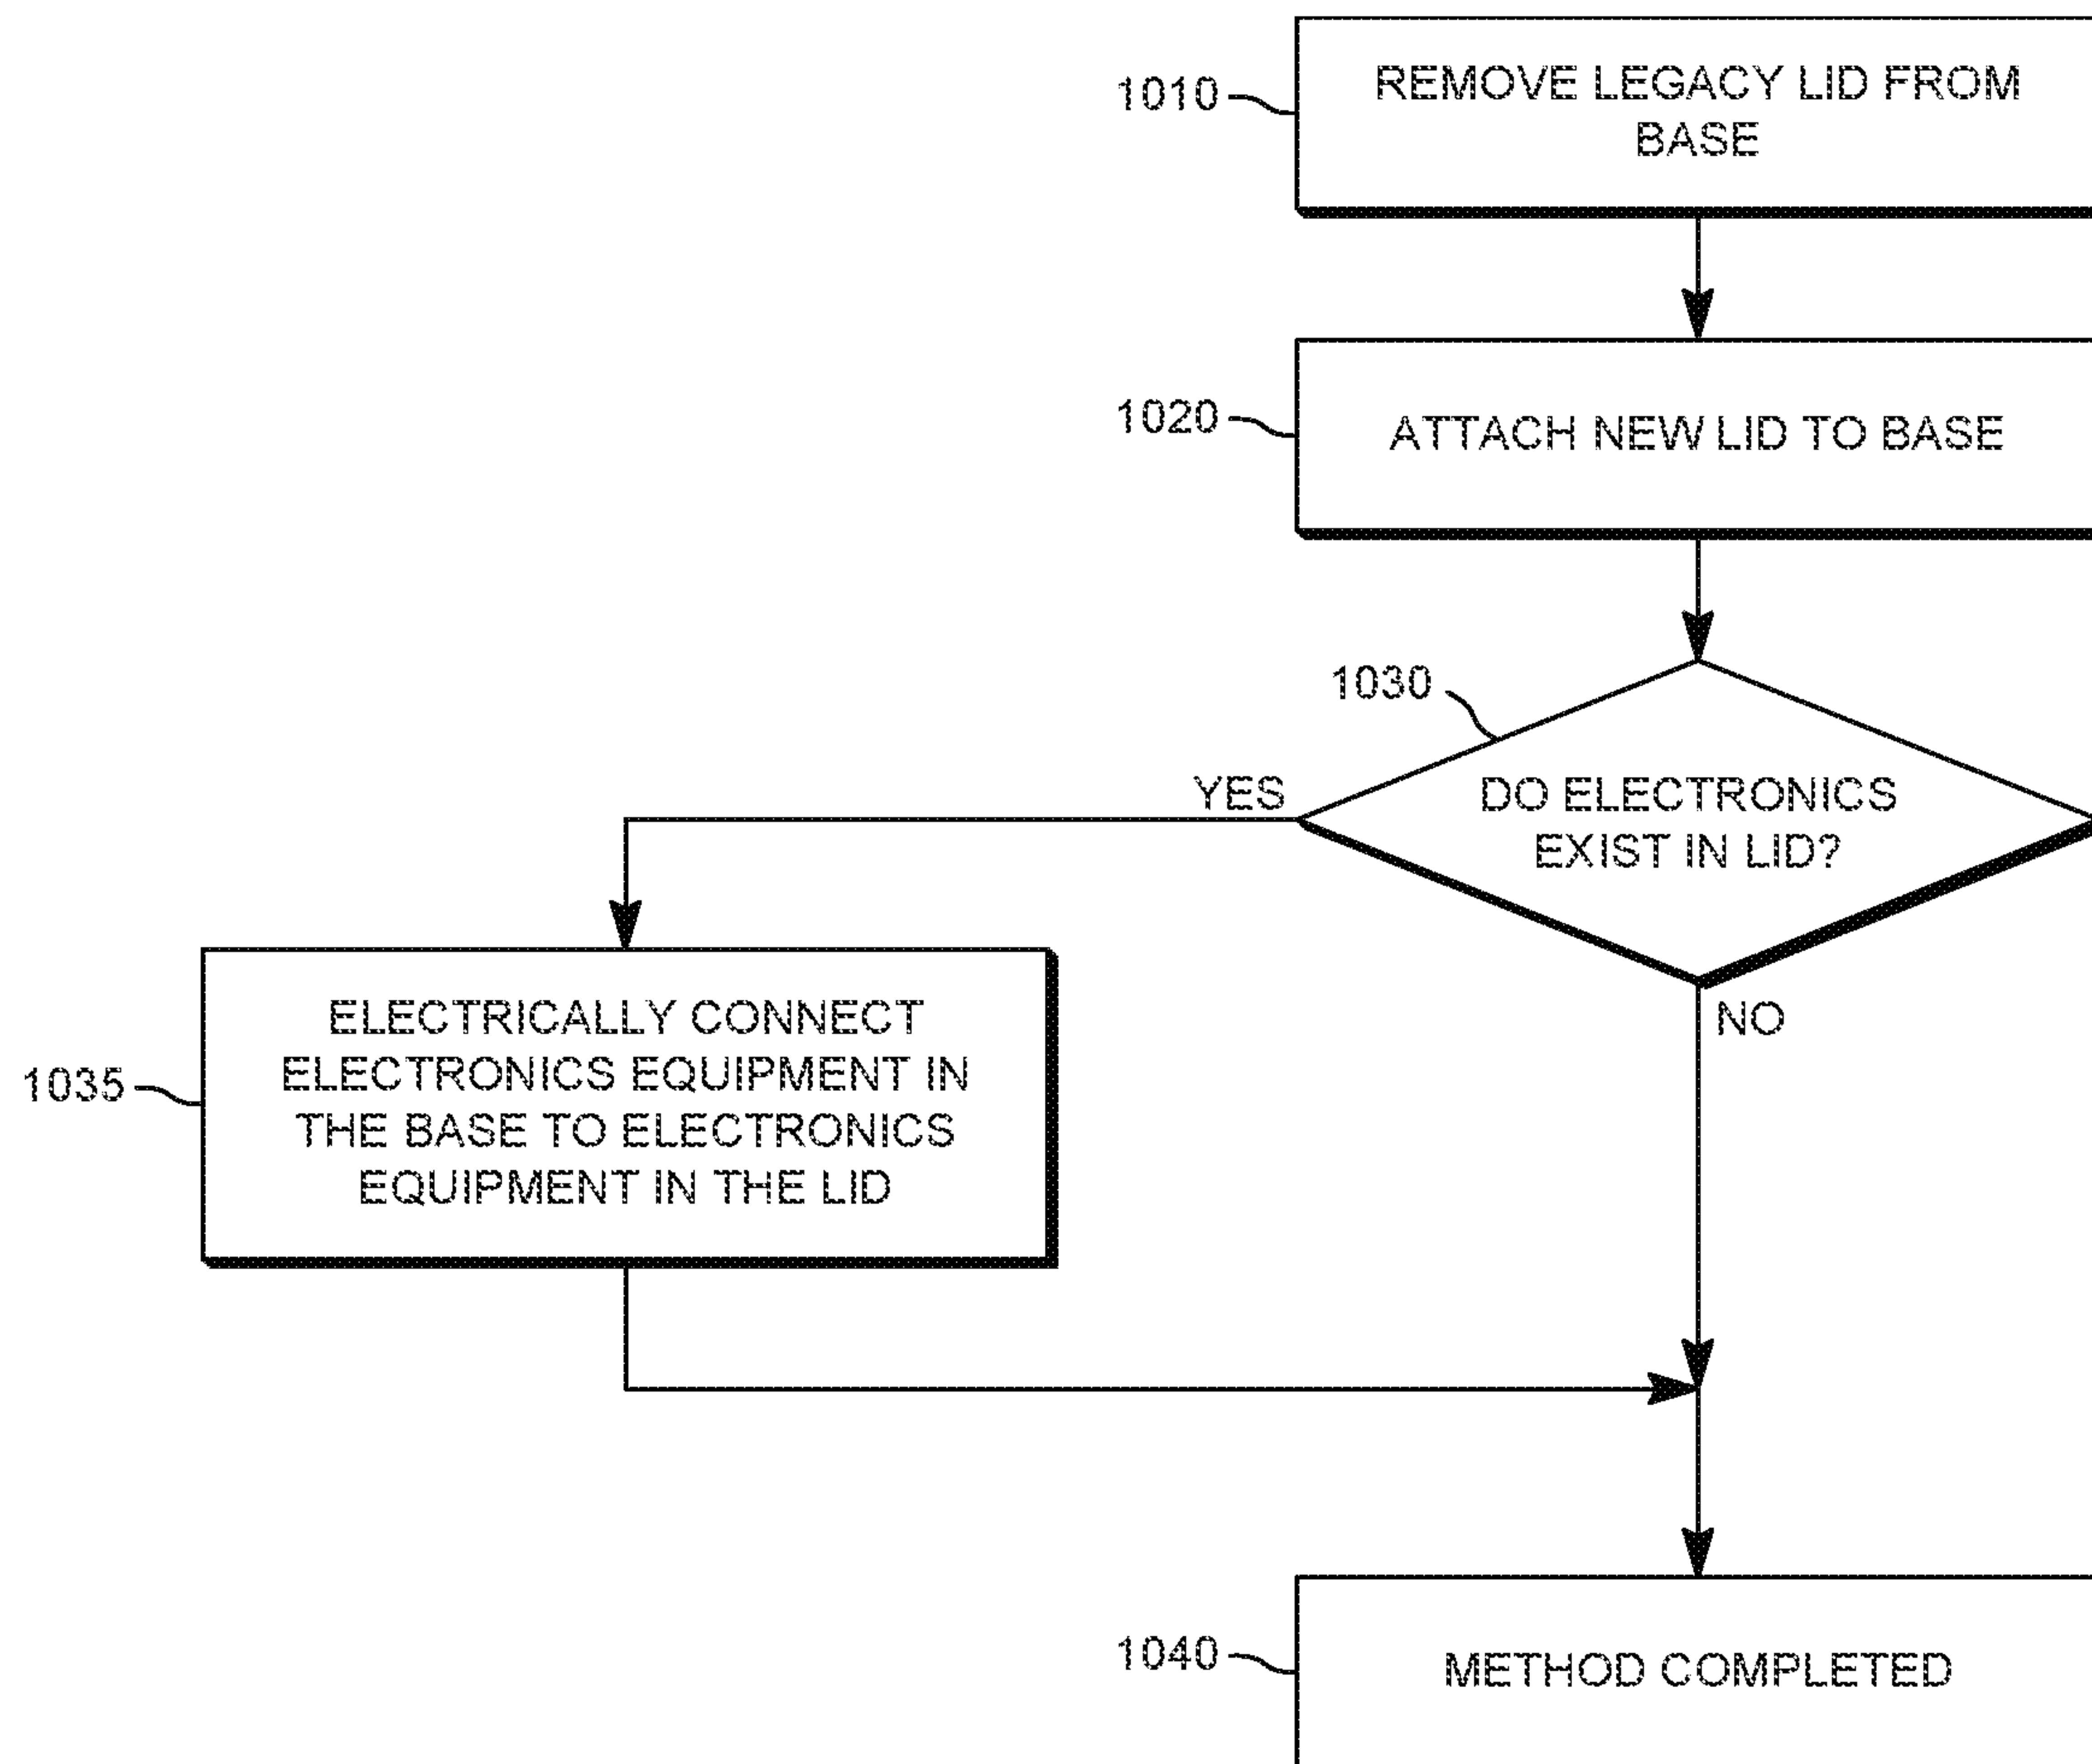 1010
REMOVE LEGACY LID FROM
BASE
1020
ATTACH NEW LID TO BASE
1030
YES
DO ELECTRONICS
EXIST IN LID?
NO
1035
ELECTRICALLY CONNECT
ELECTRONICS EQUIPMENT IN
THE BASE TO ELECTRONICS
EQUIPMENT IN THE LID
1040
METHOD COMPLETED